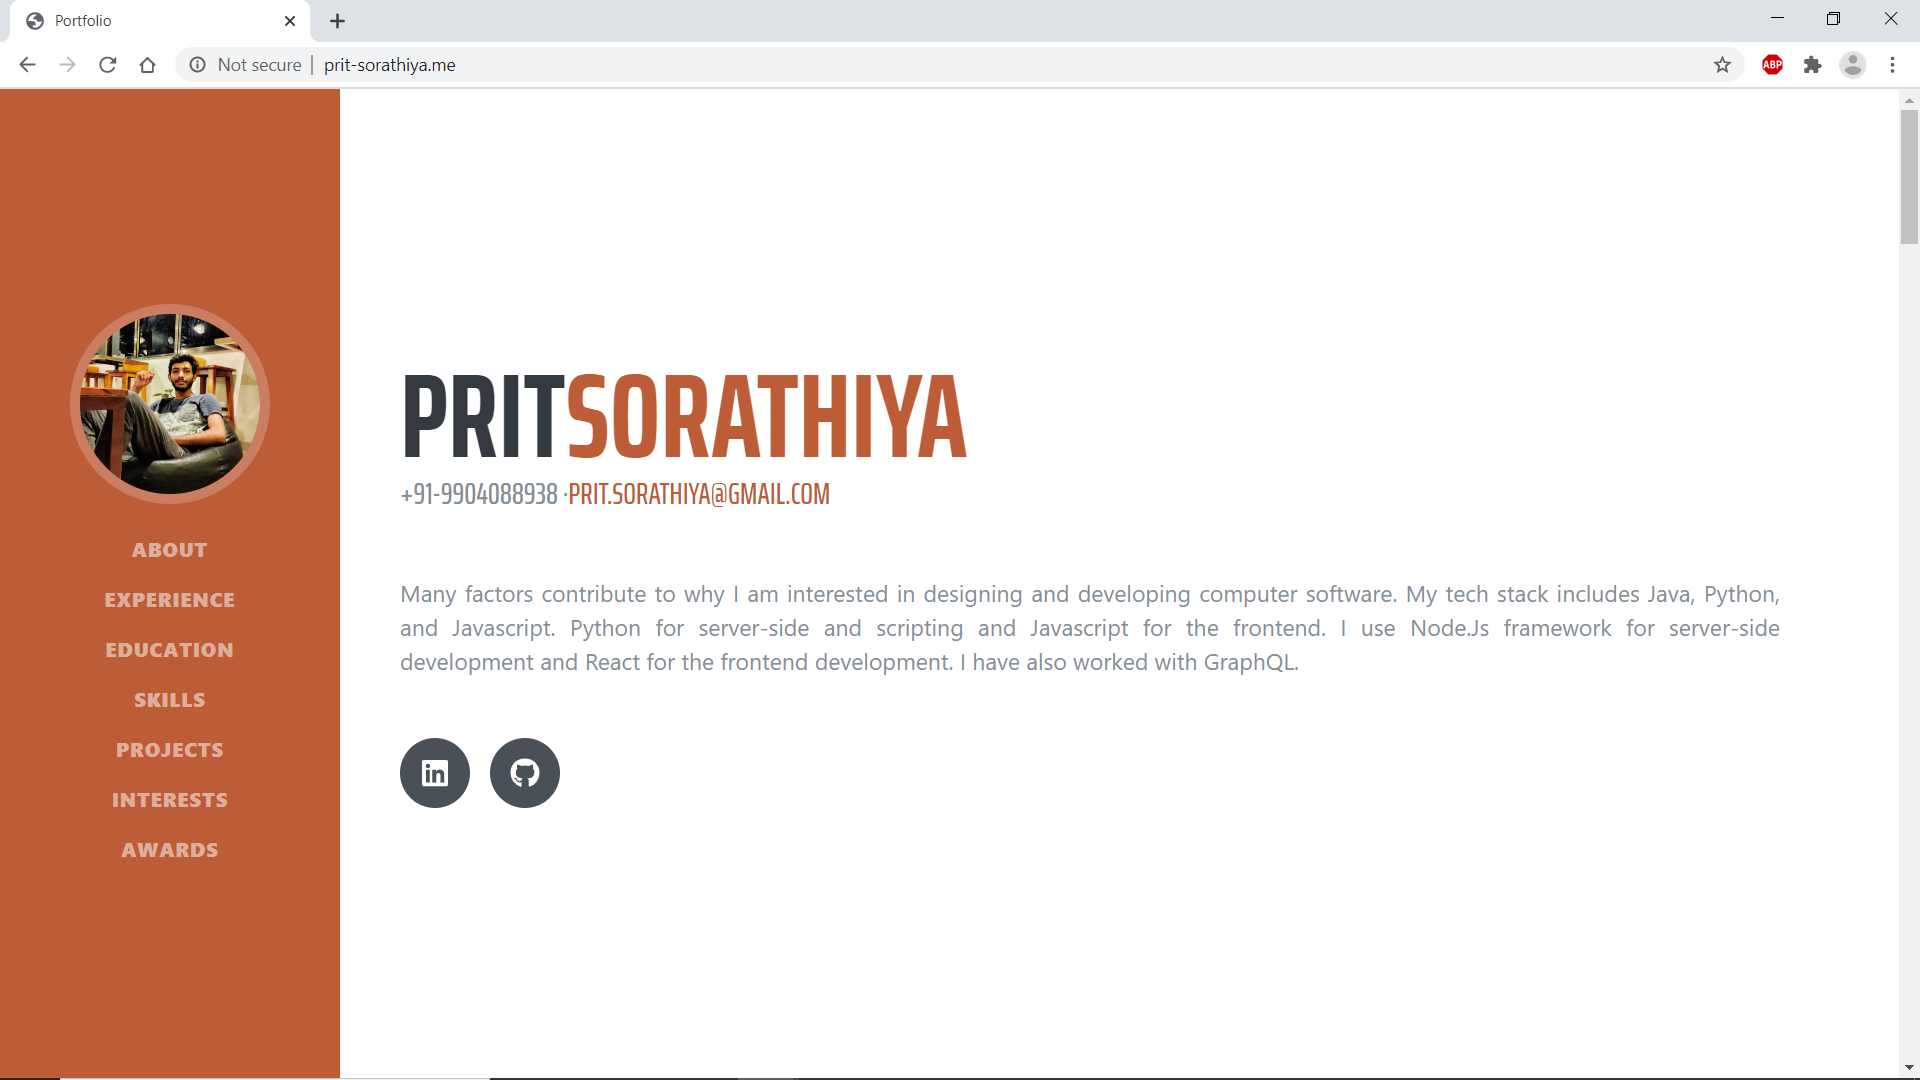 Portfolio
Not secure
prit-sorathiya.me
ABP
PRITSORATHIYA
+91-9904088938 ·PRIT.SORATHIYA@GMAIL.COM
ABOUT
EXPERIENCE
EDUCATION
SKILLS
PROJECTS
INTERESTS
AWARDS
Many factors contribute to why I am interested in designing and developing computer software. My tech stack includes Java, Python,
and Javascript. Python for server-side and scripting and Javascript for the frontend. I use Node.Js framework for server-side
development and React for the frontend development. I have also worked with GraphQL.
in